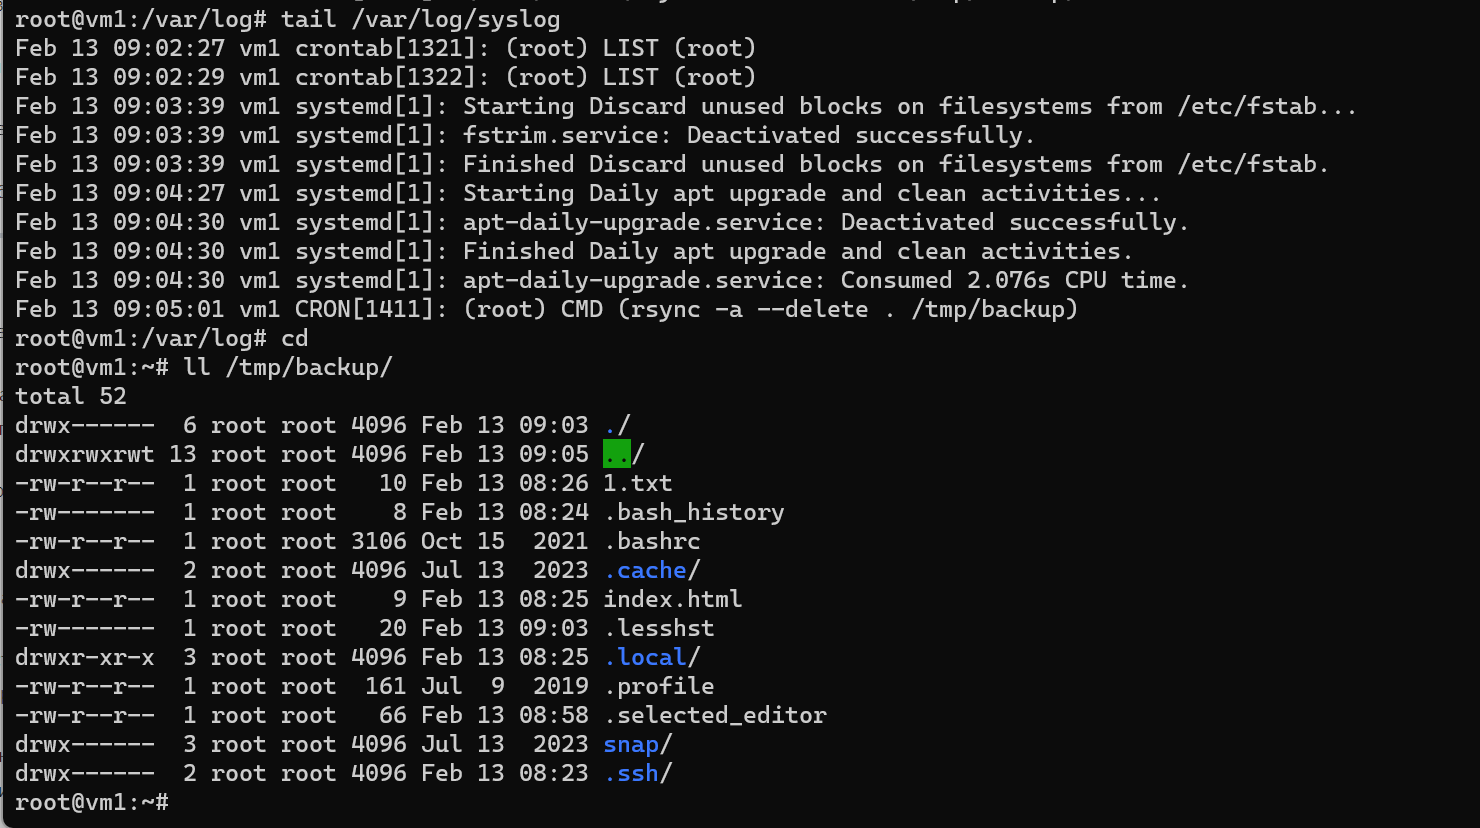 root@vm1:/var/log# tail /var/log/syslog
Feb 13 09:02:27 vm1 crontab[1321]: (root) LIST (root)
Feb 13 09:02:29 vm1 crontab[1322]: (root) LIST (root)
Feb 13 09:03:39 vm1 systemd[1]: Starting Discard unused blocks on filesystems from /etc/fstab...
Feb 13 09:03:39 vm1 systemd[1]: fstrim.service: Deactivated successfully.
Feb 13 09:03:39 vm1 systemd[1]: Finished Discard unused blocks on filesystems from /etc/fstab.
Feb 13 09:04:27 vm1 systemd[1]: Starting Daily apt upgrade and clean activities...
Feb 13 09:04:30 vm1 systemd[1]: apt-daily-upgrade.service: Deactivated successfully.
Feb 13 09:04:30 vm1 systemd[1]: Finished Daily apt upgrade and clean activities.
Feb 13 09:04:30 vm1 systemd[1]: apt-daily-upgrade.service: Consumed 2.076s CPU time.
Feb 13 09:05:01 vm1 CRON[1411]: (root) CMD (rsync -a --delete . /tmp/backup)
root@vm1:/var/log# cd
root@vm1:~# ll /tmp/backup/
total 52
drwx------  6 root root 4096 Feb 13 09:03 ./
drwxrwxrwt 13 root root 4096 Feb 13 09:05 ../
-rw-r--r--  1 root root   10 Feb 13 08:26 1.txt
-rw-------  1 root root    8 Feb 13 08:24 .bash_history
-rw-r--r--  1 root root 3106 Oct 15  2021 .bashrc
drwx------  2 root root 4096 Jul 13  2023 .cache/
-rw-r--r--  1 root root    9 Feb 13 08:25 index.html
-rw-------  1 root root   20 Feb 13 09:03 .lesshst
drwxr-xr-x  3 root root 4096 Feb 13 08:25 .local/
-rw-r--r--  1 root root  161 Jul  9  2019 .profile
-rw-r--r--  1 root root   66 Feb 13 08:58 .selected_editor
drwx------  3 root root 4096 Jul 13  2023 snap/
drwx------  2 root root 4096 Feb 13 08:23 .ssh/
root@vm1:~#